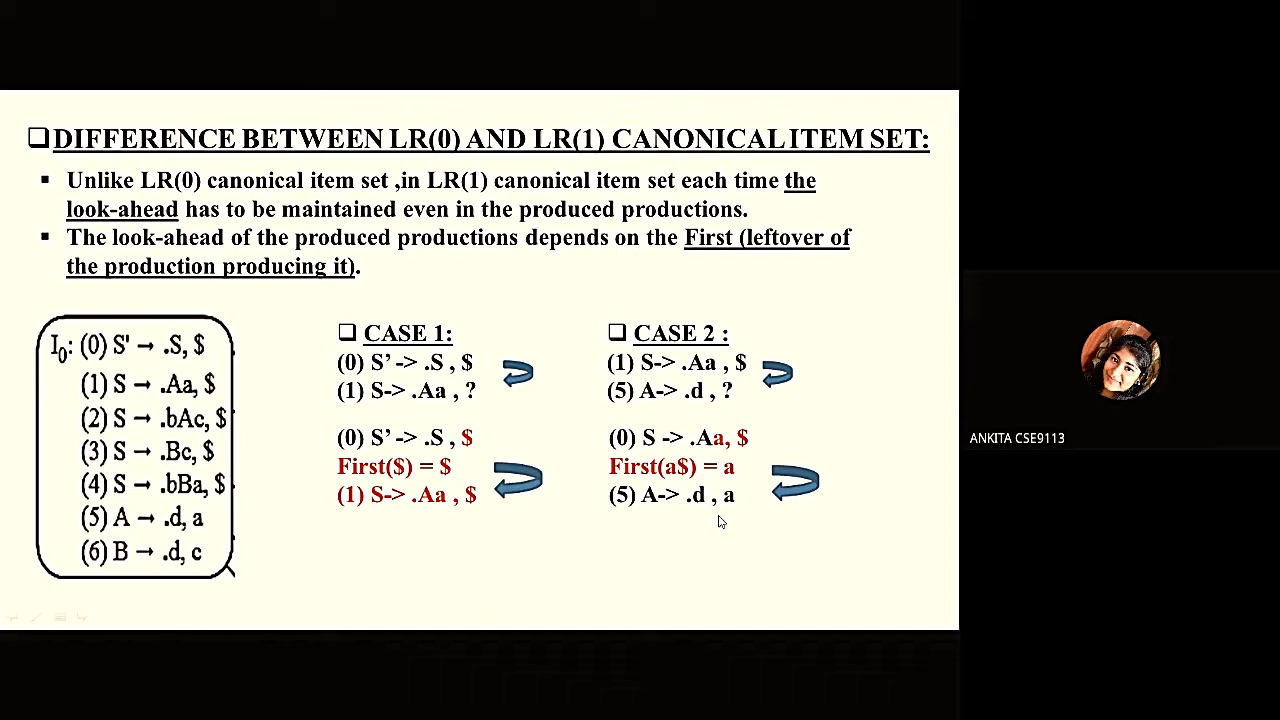 ❑DIFFERENCE BETWEEN LR(0) AND LR(1) CANONICAL ITEM SET:
▪ Unlike LR(0) canonical item set ,in LR(1) canonical item set each time the
look-ahead has to be maintained even in the produced productions.
▪ The look-ahead of the produced productions depends on the First (leftover of
the production producing it).
I₀: (0) S' → .S, $
(1) S → .Aa, $
(2) S → .bAc, $
(3) S → .Bc, $
(4) S → .bBa, $
(5) A → .d, a
(6) B → .d, c
❑ CASE 1:
(0) S’ -> .S , $
(1) S-> .Aa , ?
(0) S’ -> .S , $
First($) = $
(1) S-> .Aa , $
❑ CASE 2 :
(1) S-> .Aa , $
(5) A-> .d , ?
(0) S -> .Aa, $
First(a$) = a
(5) A-> .d , a
ANKITA CSE9113